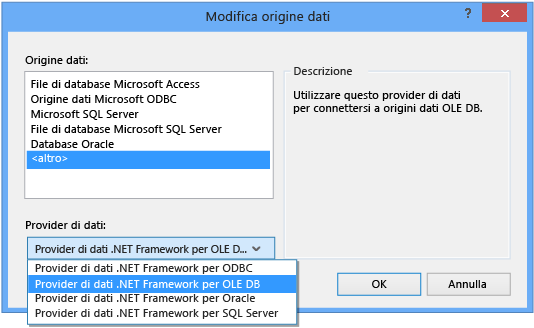 Modifica origine dati
?
Origine dati:
File di database Microsoft Access
Origine dati Microsoft ODBC
Microsoft SQL Server
File di database Microsoft SQL Server
Database Oracle
<altro>
Descrizione
Utilizzare questo provider di dati
per connettersi a origini dati OLE DB.
Provider di dati:
Provider di dati .NET Framework per OLE D...
Provider di dati .NET Framework per ODBC
Provider di dati .NET Framework per OLE DB
Provider di dati .NET Framework per Oracle
Provider di dati .NET Framework per SQL Server
OK
Annulla